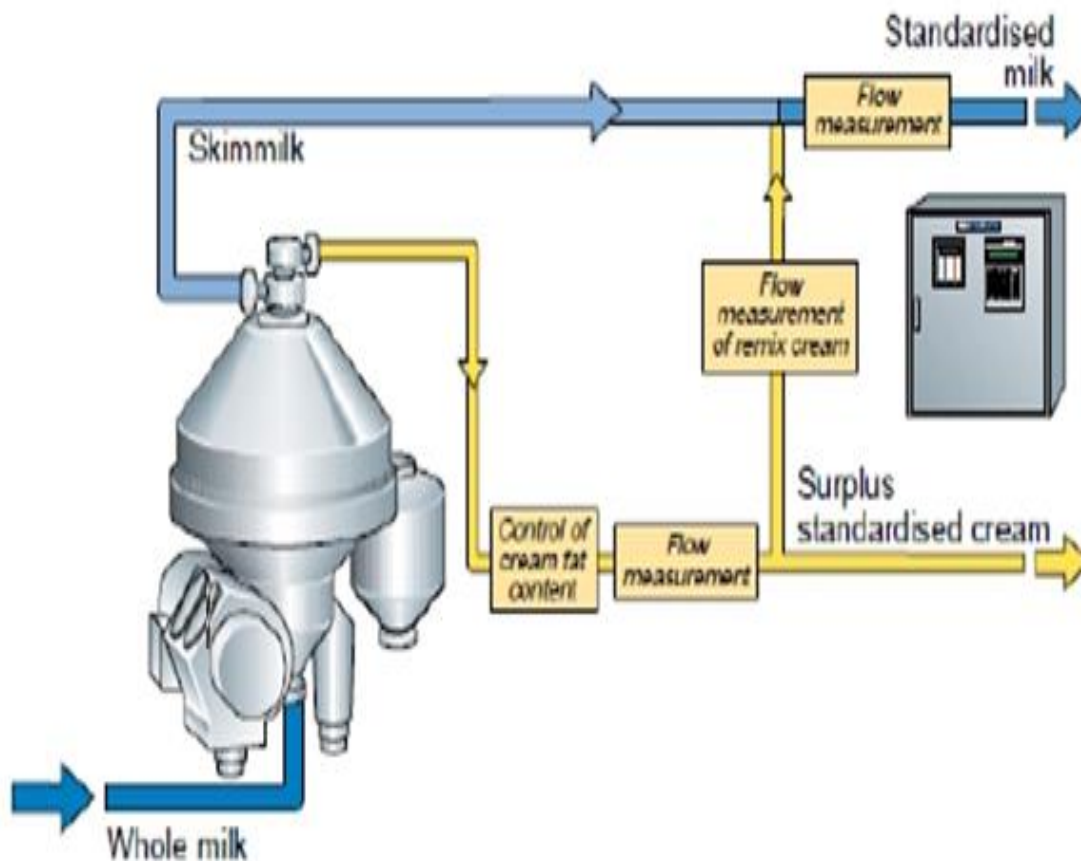 Standardised
milk
Flow
measurement
Skimmilk
Flow
measurement
of remix cream
Surplus
standardised cream
Control of
cream fat
content
Flow
measurement
Whole milk